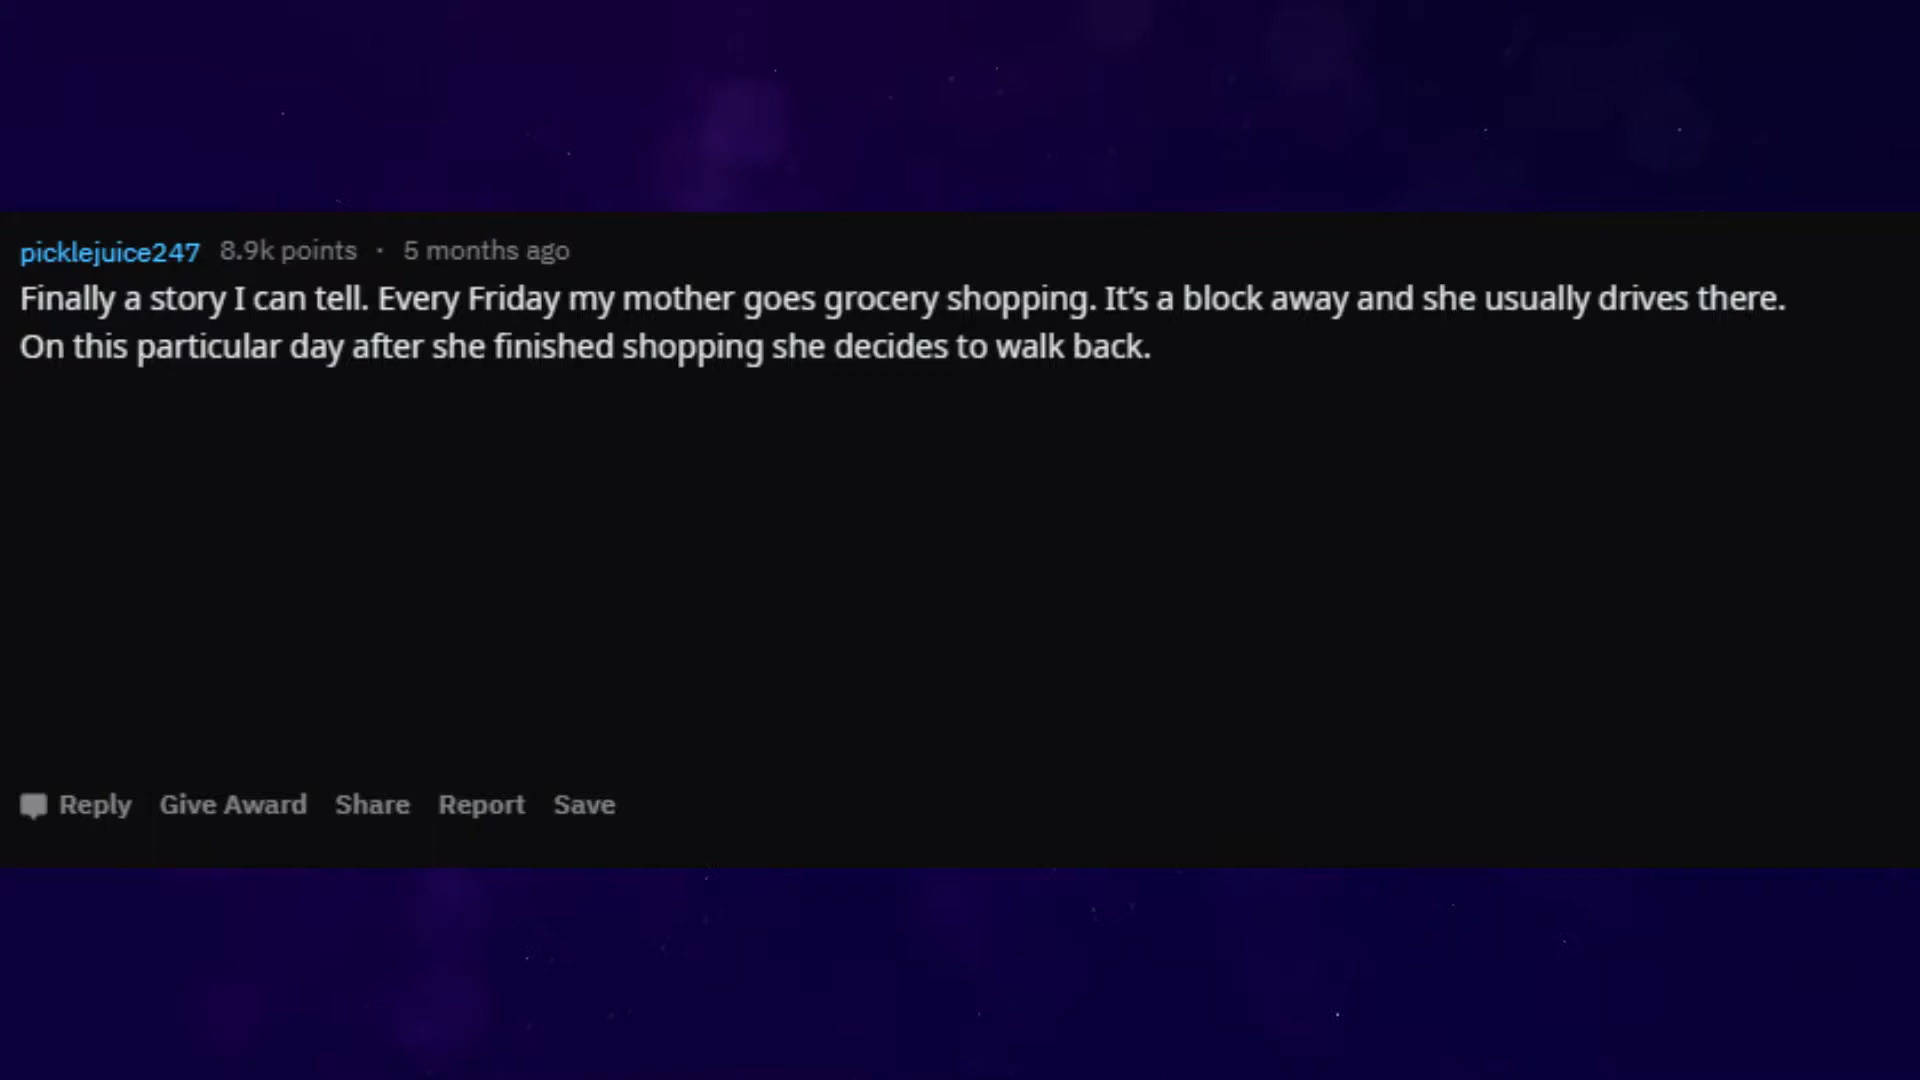 picklejuice247 8.9k points · 5 months ago
Finally a story I can tell. Every Friday my mother goes grocery shopping. It’s a block away and she usually drives there.
On this particular day after she finished shopping she decides to walk back.
Reply Give Award Share Report Save